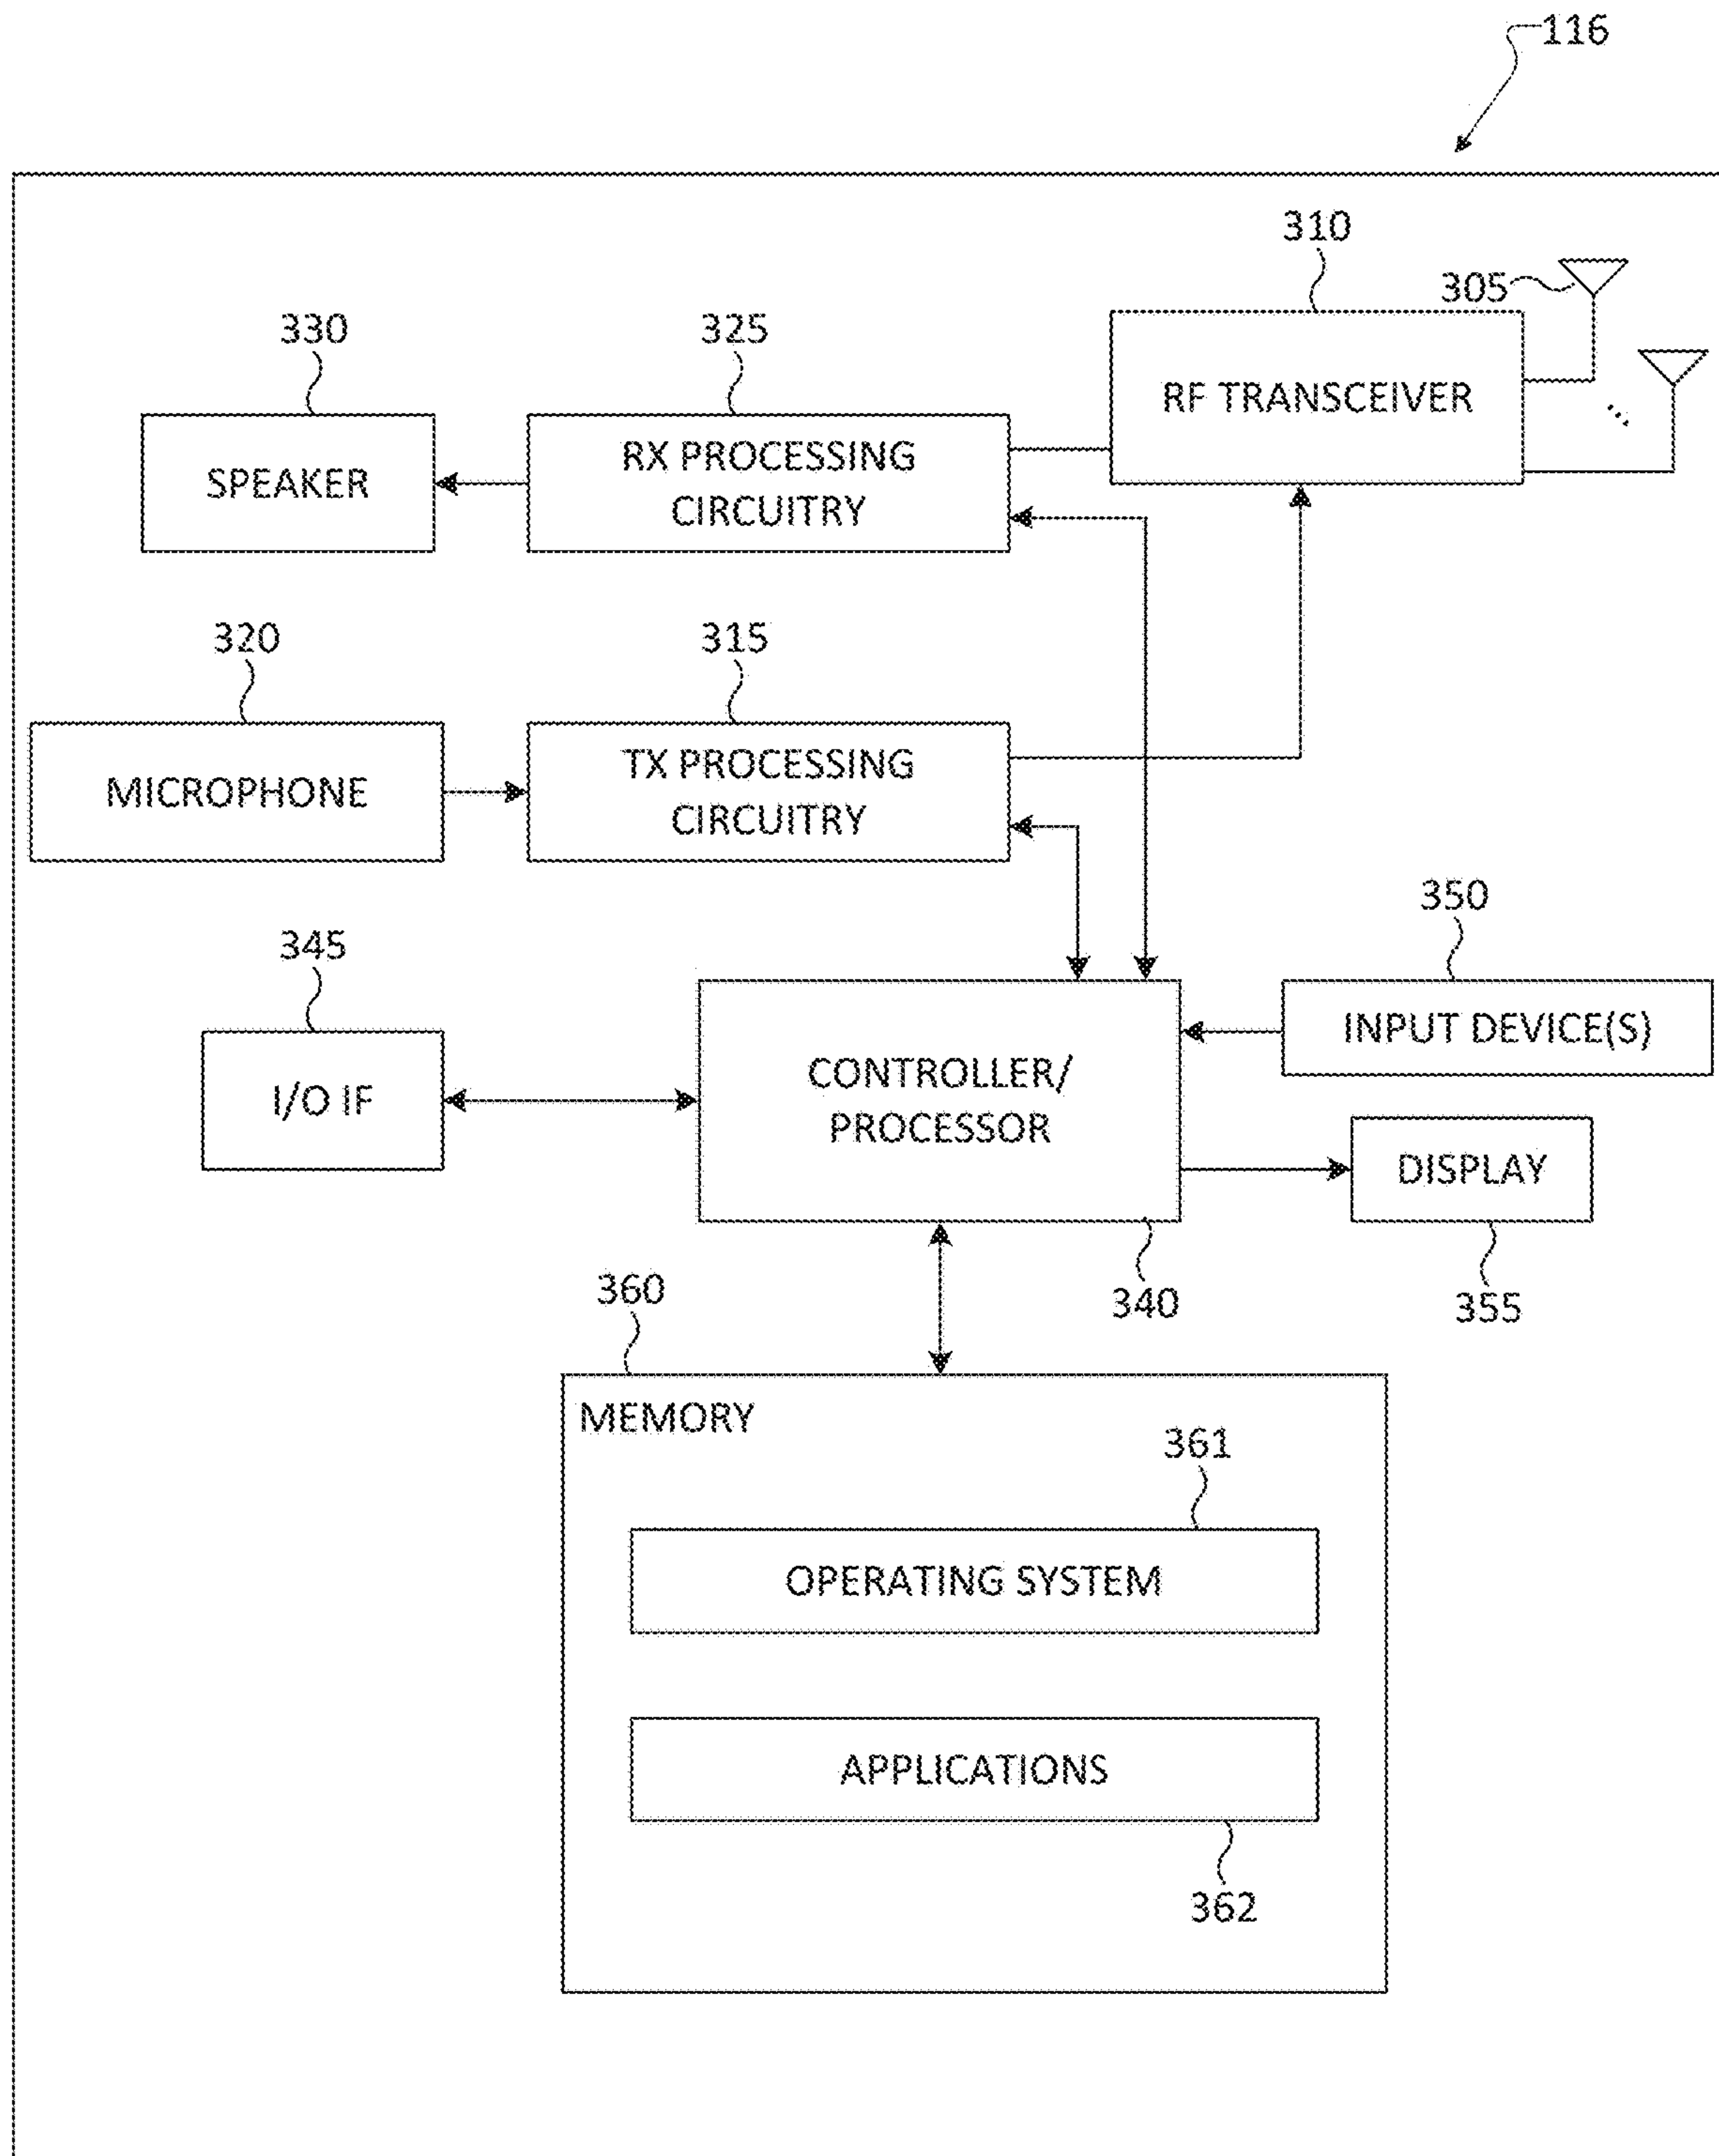 116
310
305
330
325
RF TRANSCEIVER
SPEAKER
RX PROCESSING
CIRCUITRY
320
315
MICROPHONE
TX PROCESSING
CIRCUITRY
350
345
INPUT DEVICE(S)
I/O IF
CONTROLLER/
PROCESSOR
DISPLAY
360
340
355
MEMORY
361
OPERATING SYSTEM
APPLICATIONS
362